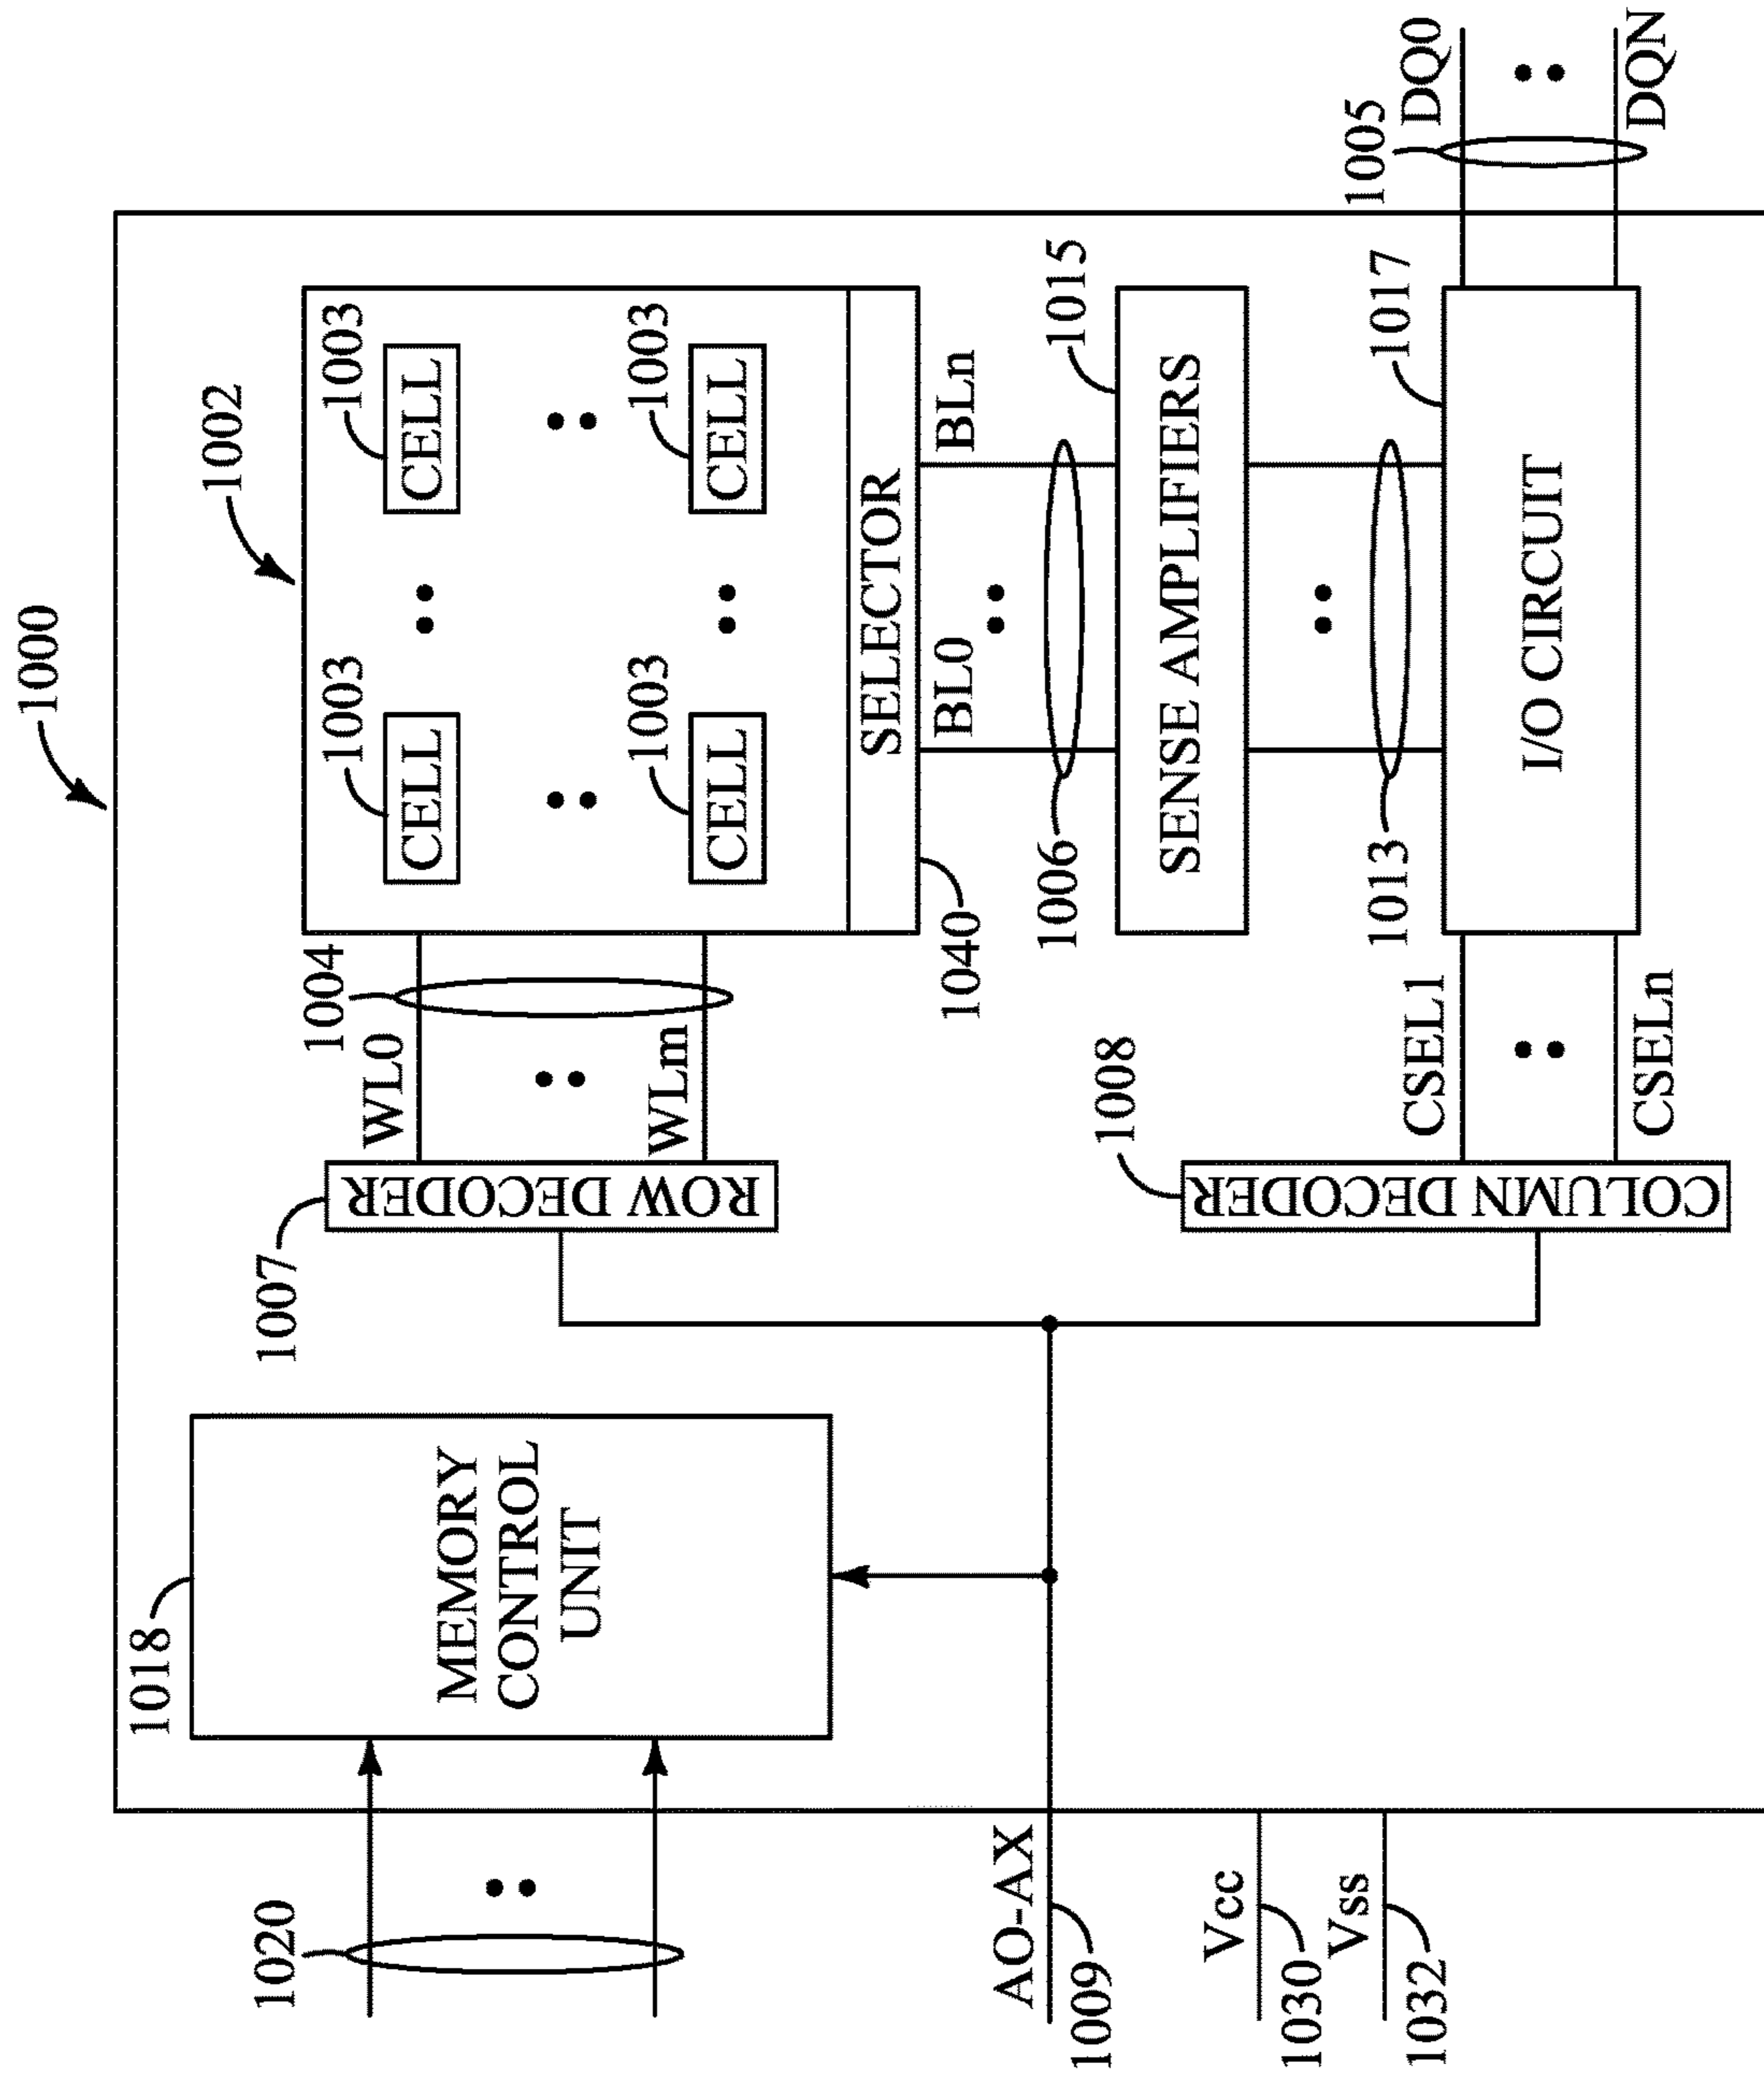 1000
1002
1018
MEMORY
CONTROL
UNIT
1020
1007
ROW DECODER
WL0
WLm
1004
1003
CELL
1003
CELL
1003
CELL
1003
CELL
SELECTOR
1040
BL0
BLn
1006
1015
SENSE AMPLIFIERS
1013
1017
I/O CIRCUIT
1008
COLUMN DECODER
CSEL1
CSELn
1005
DQ0
DQN
AO-AX
1009
Vcc
1030
Vss
1032